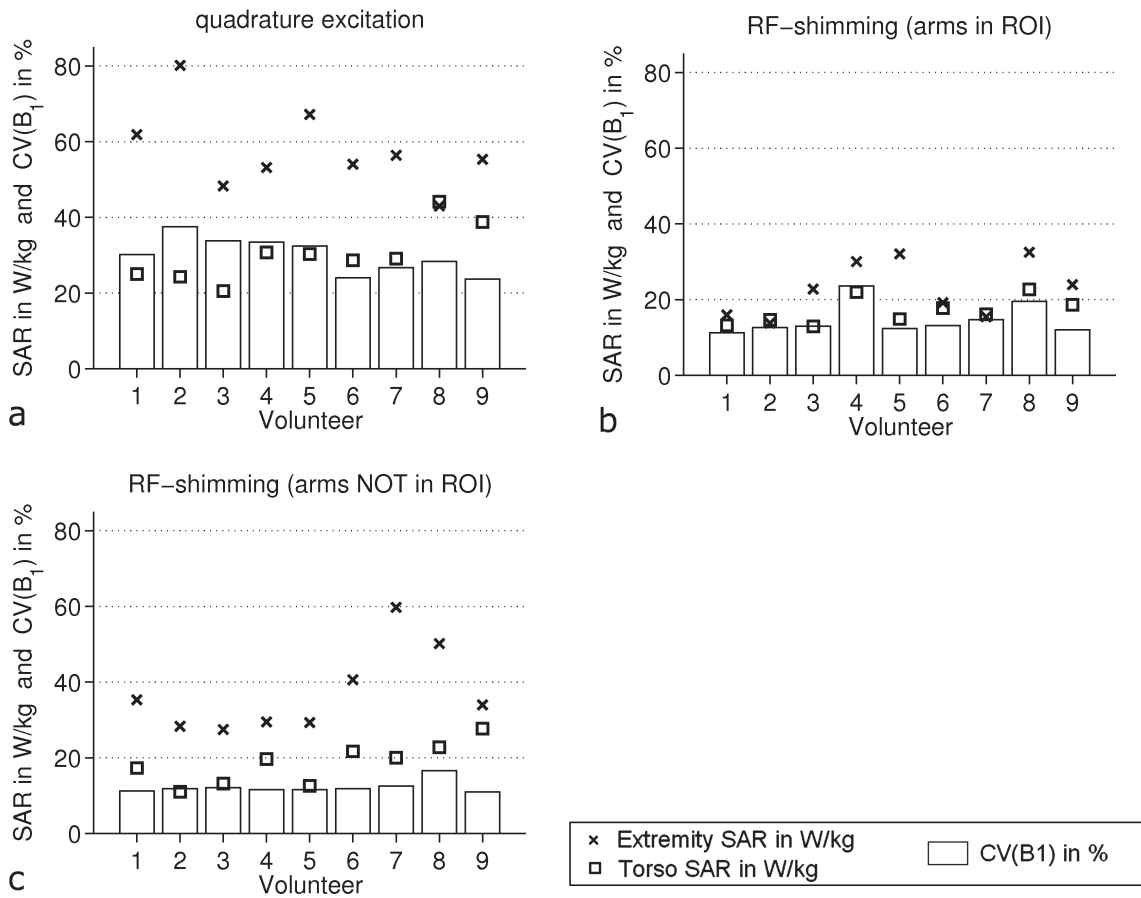 quadrature excitation
SAR in W/kg and CV(B1) in %
80
60
40
20
0
1 2 3 4 5 6 7 8 9
Volunteer
a
RF−shimming (arms in ROI)
SAR in W/kg and CV(B1) in %
80
60
40
20
0
1 2 3 4 5 6 7 8 9
Volunteer
b
RF−shimming (arms NOT in ROI)
SAR in W/kg and CV(B1) in %
80
60
40
20
0
1 2 3 4 5 6 7 8 9
Volunteer
c
Extremity SAR in W/kg
Torso SAR in W/kg
CV(B1) in %